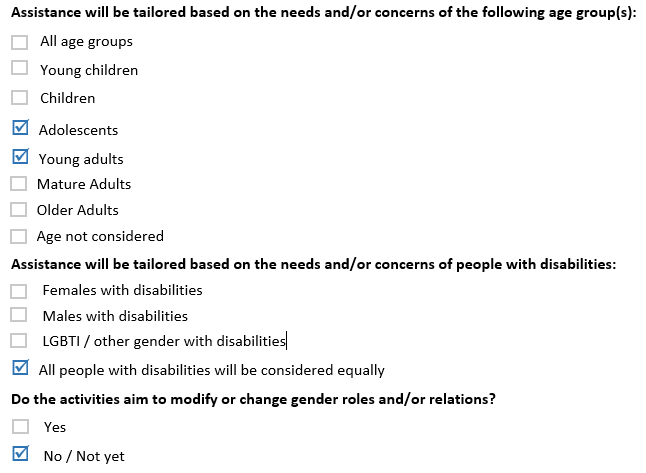 Assistance will be tailored based on the needs and/or concerns of the following age group(s):
All age groups
Young children
Children
Adolescents
Young adults
Mature Adults
Older Adults
Age not considered
Assistance will be tailored based on the needs and/or concerns of people with disabilities:
Females with disabilities
Males with disabilities
LGBTI / other gender with disabilities
All people with disabilities will be considered equally
Do the activities aim to modify or change gender roles and/or relations?
Yes
No / Not yet